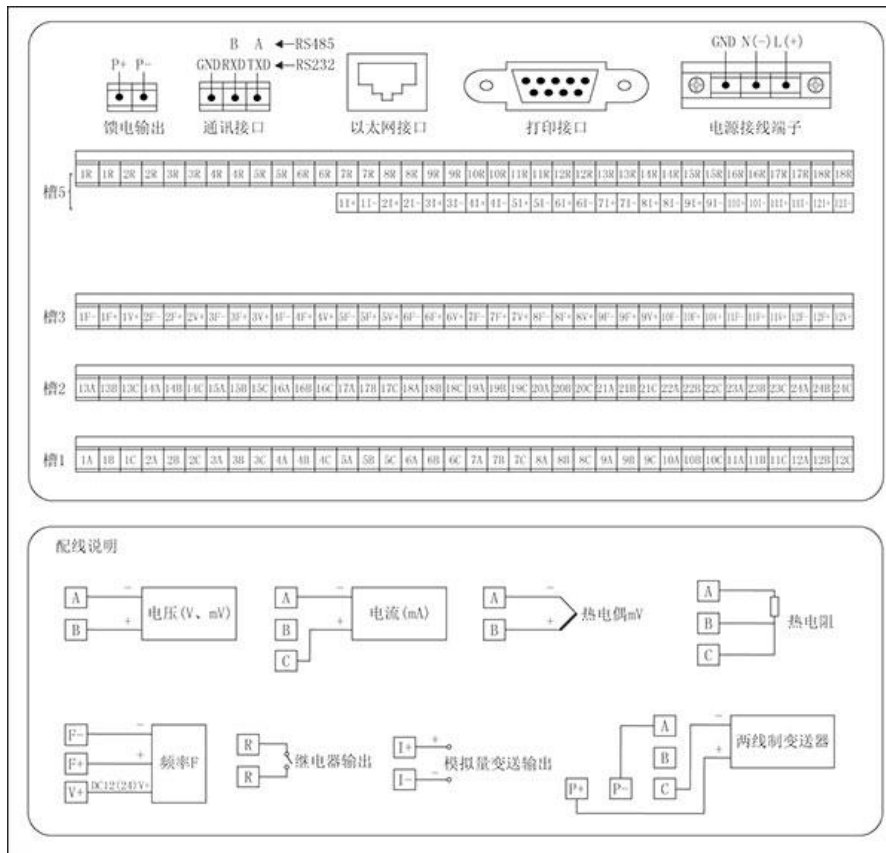 B A ←RS485
P+ P- GND RXD TXD ←RS232 GND N(-) L(+)
馈电输出 通讯接口 以太网接口 打印接口 电源接线端子
1R 1R 2R 2R 3R 3R 4R 4R 5R 5R 6R 6R 7R 7R 8R 8R 9R 9R 10R 10R 11R 11R 12R 12R 13R 13R 14R 14R 15R 15R 16R 16R 17R 17R 18R 18R
槽5
1I+ 1I- 2I+ 2I- 3I+ 3I- 4I+ 4I- 5I+ 5I- 6I+ 6I- 7I+ 7I- 8I+ 8I- 9I+ 9I- 10I+ 10I- 11I+ 11I- 12I+ 12I-
槽3 1F- 1F+ 1V+ 2F- 2F+ 2V+ 3F- 3F+ 3V+ 4F- 4F+ 4V+ 5F- 5F+ 5V+ 6F- 6F+ 6V+ 7F- 7F+ 7V+ 8F- 8F+ 8V+ 9F- 9F+ 9V+ 10F- 10F+ 10V+ 11F- 11F+ 11V+ 12F- 12F+ 12V+
槽2 13A 13B 13C 14A 14B 14C 15A 15B 15C 16A 16B 16C 17A 17B 17C 18A 18B 18C 19A 19B 19C 20A 20B 20C 21A 21B 21C 22A 22B 22C 23A 23B 23C 24A 24B 24C
槽1 1A 1B 1C 2A 2B 2C 3A 3B 3C 4A 4B 4C 5A 5B 5C 6A 6B 6C 7A 7B 7C 8A 8B 8C 9A 9B 9C 10A 10B 10C 11A 11B 11C 12A 12B 12C
配线说明
A - B + 电压(V、mV)
A - B C + 电流(mA)
A - B + 热电偶mV
A B C 热电阻
F- - F+ + V+ DC12(24)V+ 频率F
R R 继电器输出
I+ + I- - 模拟量变送输出
P+ P- A B C - + 两线制变送器